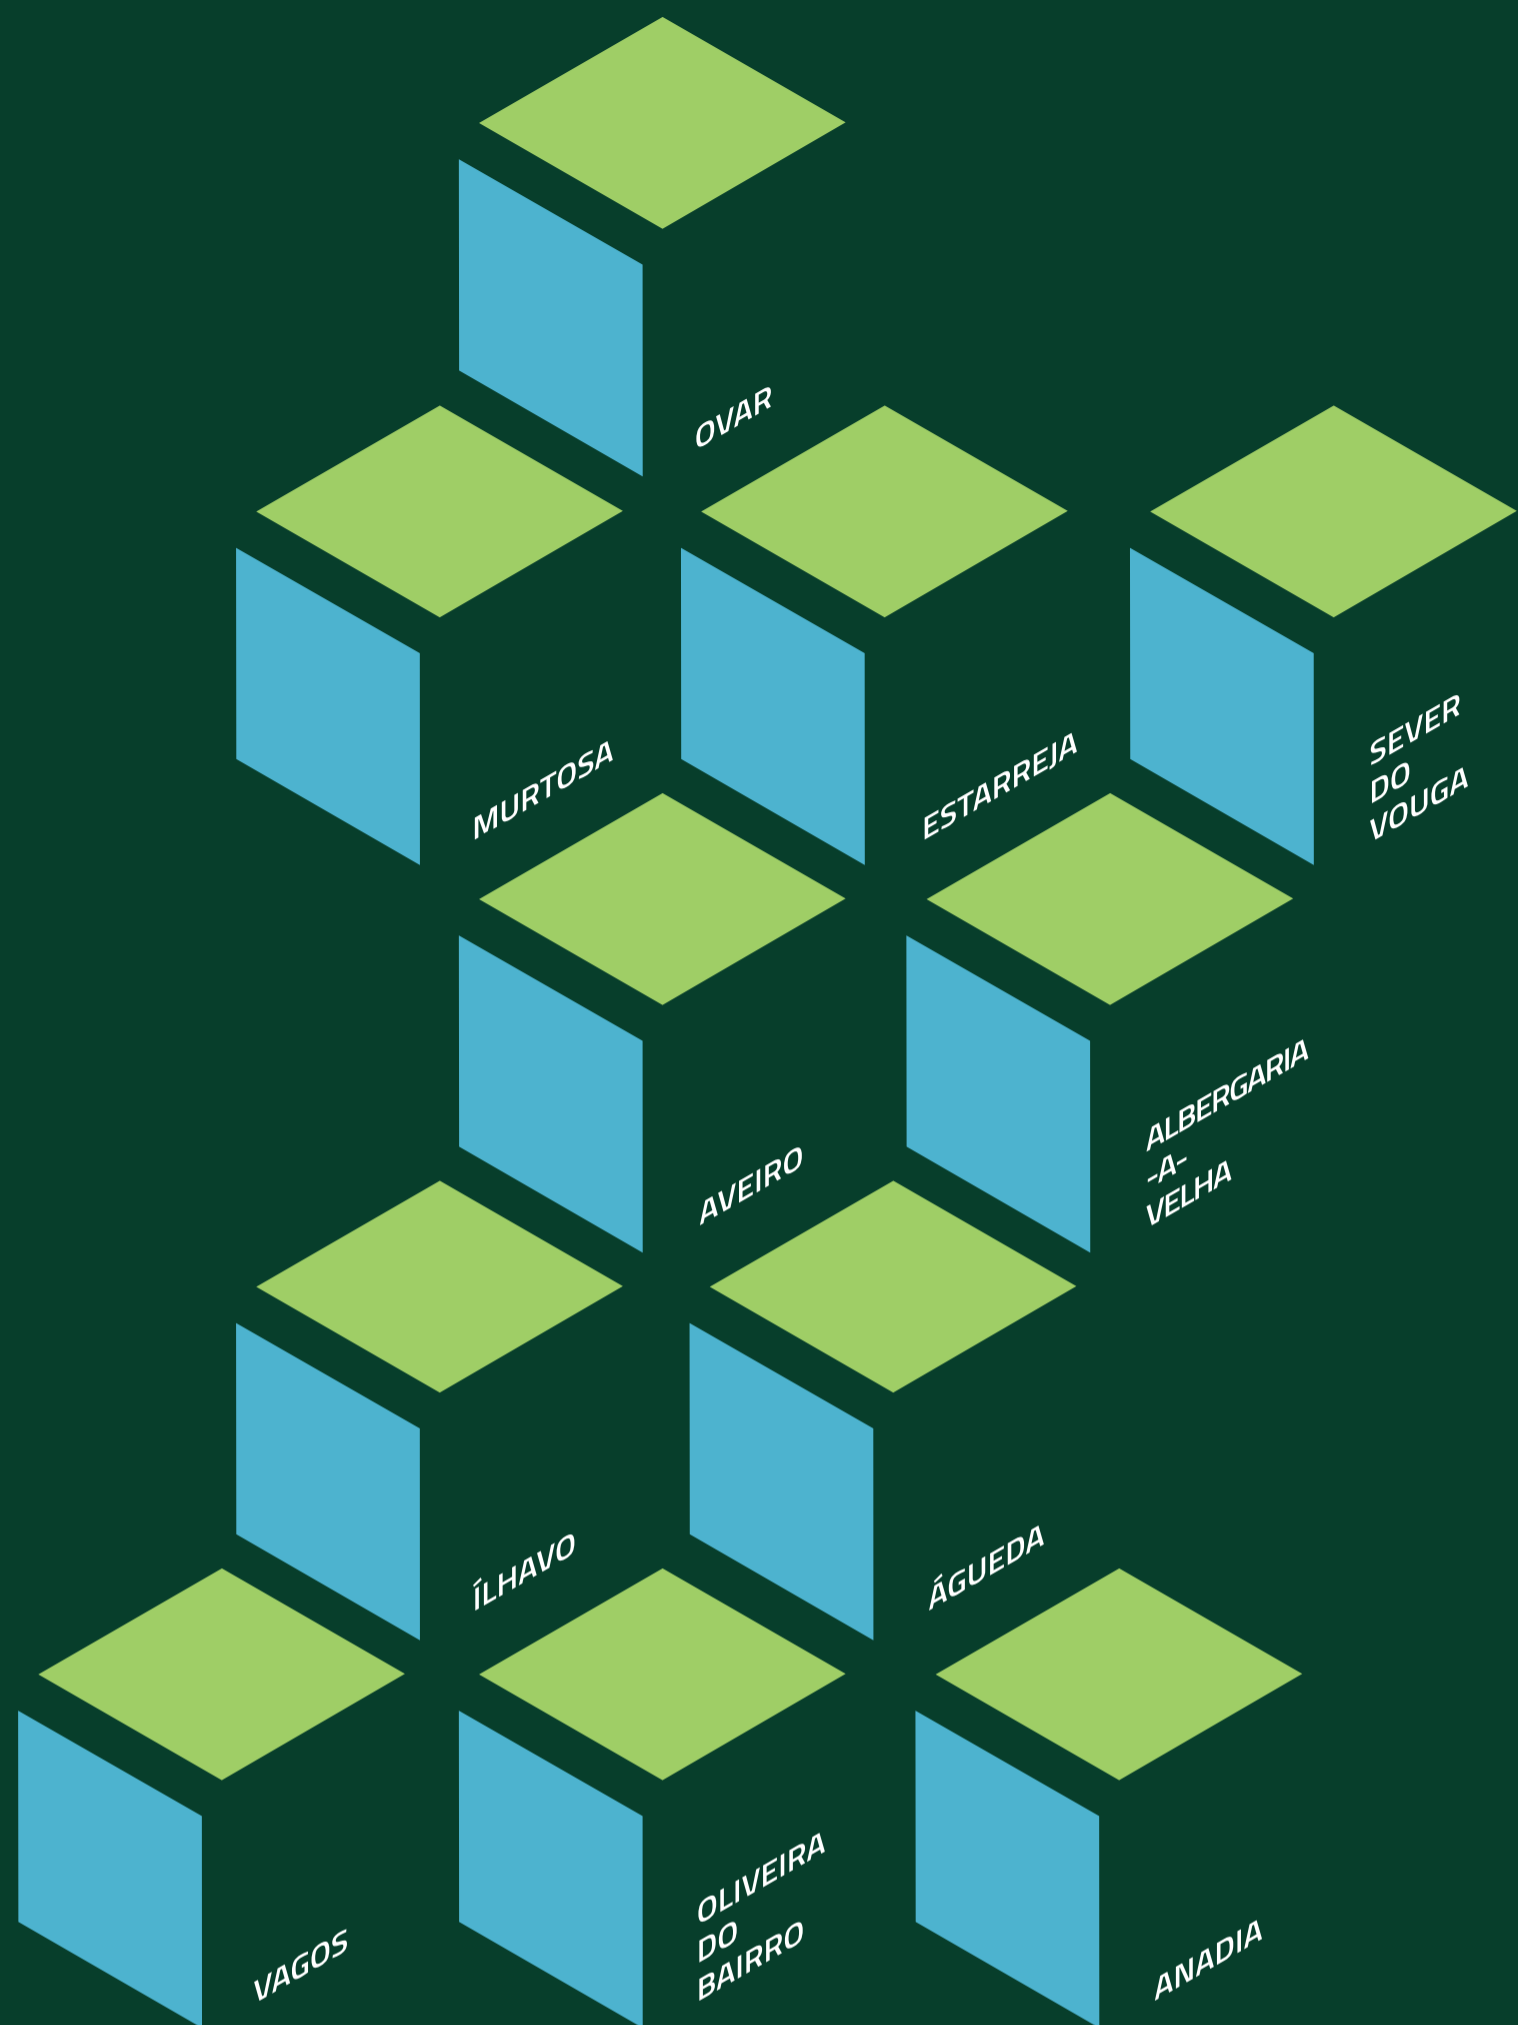 OVAR
MURTOSA
ESTARREJA
SEVER
DO
VOUGA
AVEIRO
ALBERGARIA
-A-
VELHA
ÍLHAVO
ÁGUEDA
VAGOS
OLIVEIRA
DO
BAIRRO
ANADIA